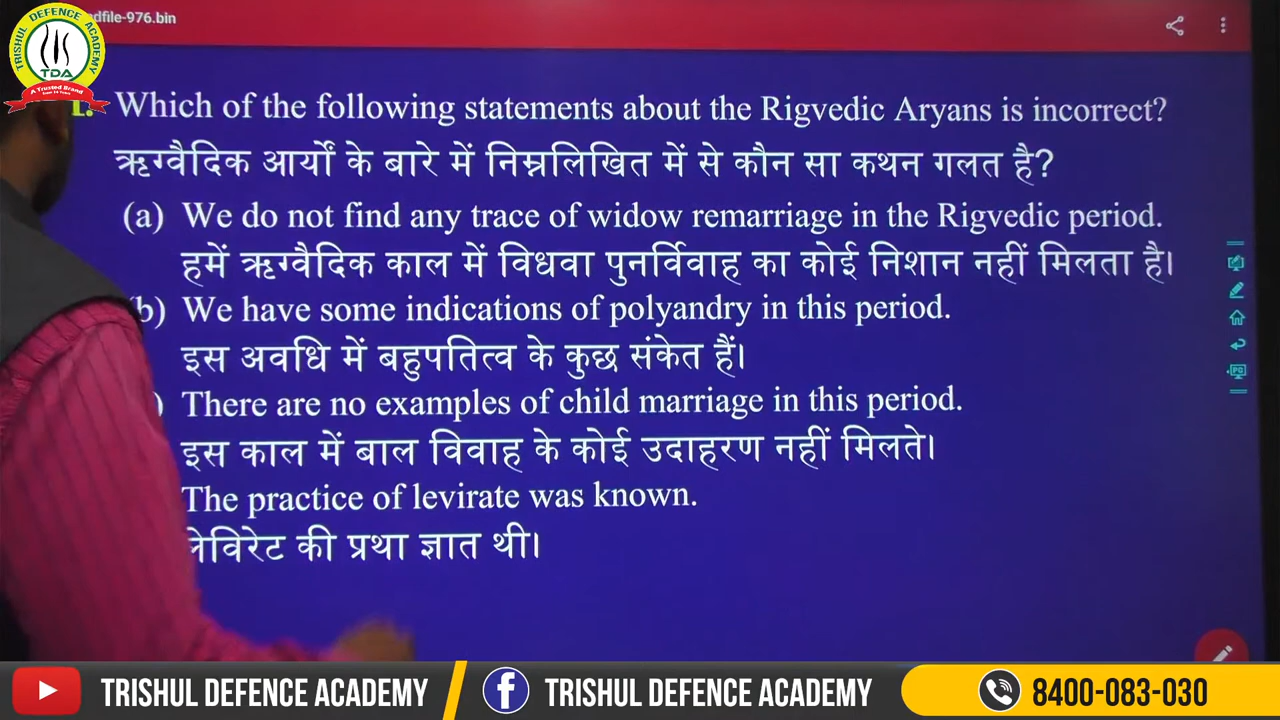 TRISHUL DEFENCE ACADEMY
TDA
A Trusted Brand
dfile-976.bin
1. Which of the following statements about the Rigvedic Aryans is incorrect?
ऋग्वैदिक आर्यों के बारे में निम्नलिखित में से कौन सा कथन गलत है?
(a) We do not find any trace of widow remarriage in the Rigvedic period.
हमें ऋग्वैदिक काल में विधवा पुनर्विवाह का कोई निशान नहीं मिलता है।
b) We have some indications of polyandry in this period.
इस अवधि में बहुपतित्व के कुछ संकेत हैं।
) There are no examples of child marriage in this period.
इस काल में बाल विवाह के कोई उदाहरण नहीं मिलते।
The practice of levirate was known.
लेविरेट की प्रथा ज्ञात थी।
TRISHUL DEFENCE ACADEMY
TRISHUL DEFENCE ACADEMY
8400-083-030